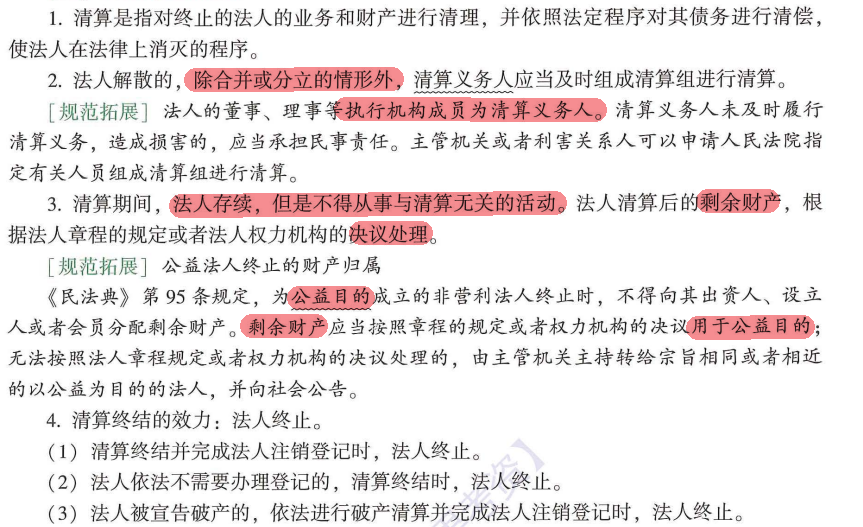 1. 清算是指对终止的法人的业务和财产进行清理，并依照法定程序对其债务进行清偿，
使法人在法律上消灭的程序。
2. 法人解散的，除合并或分立的情形外，清算义务人应当及时组成清算组进行清算。
［规范拓展］法人的董事、理事等执行机构成员为清算义务人。清算义务人未及时履行
清算义务，造成损害的，应当承担民事责任。主管机关或者利害关系人可以申请人民法院指
定有关人员组成清算组进行清算。
3. 清算期间，法人存续，但是不得从事与清算无关的活动。法人清算后的剩余财产，根
据法人章程的规定或者法人权力机构的决议处理。
［规范拓展］公益法人终止的财产归属
《民法典》第95条规定，为公益目的成立的非营利法人终止时，不得向其出资人、设立
人或者会员分配剩余财产。剩余财产应当按照章程的规定或者权力机构的决议用于公益目的；
无法按照法人章程规定或者权力机构的决议处理的，由主管机关主持转给宗旨相同或者相近
的以公益为目的的法人，并向社会公告。
4. 清算终结的效力：法人终止。
（1）清算终结并完成法人注销登记时，法人终止。
（2）法人依法不需要办理登记的，清算终结时，法人终止。
（3）法人被宣告破产的，依法进行破产清算并完成法人注销登记时，法人终止。